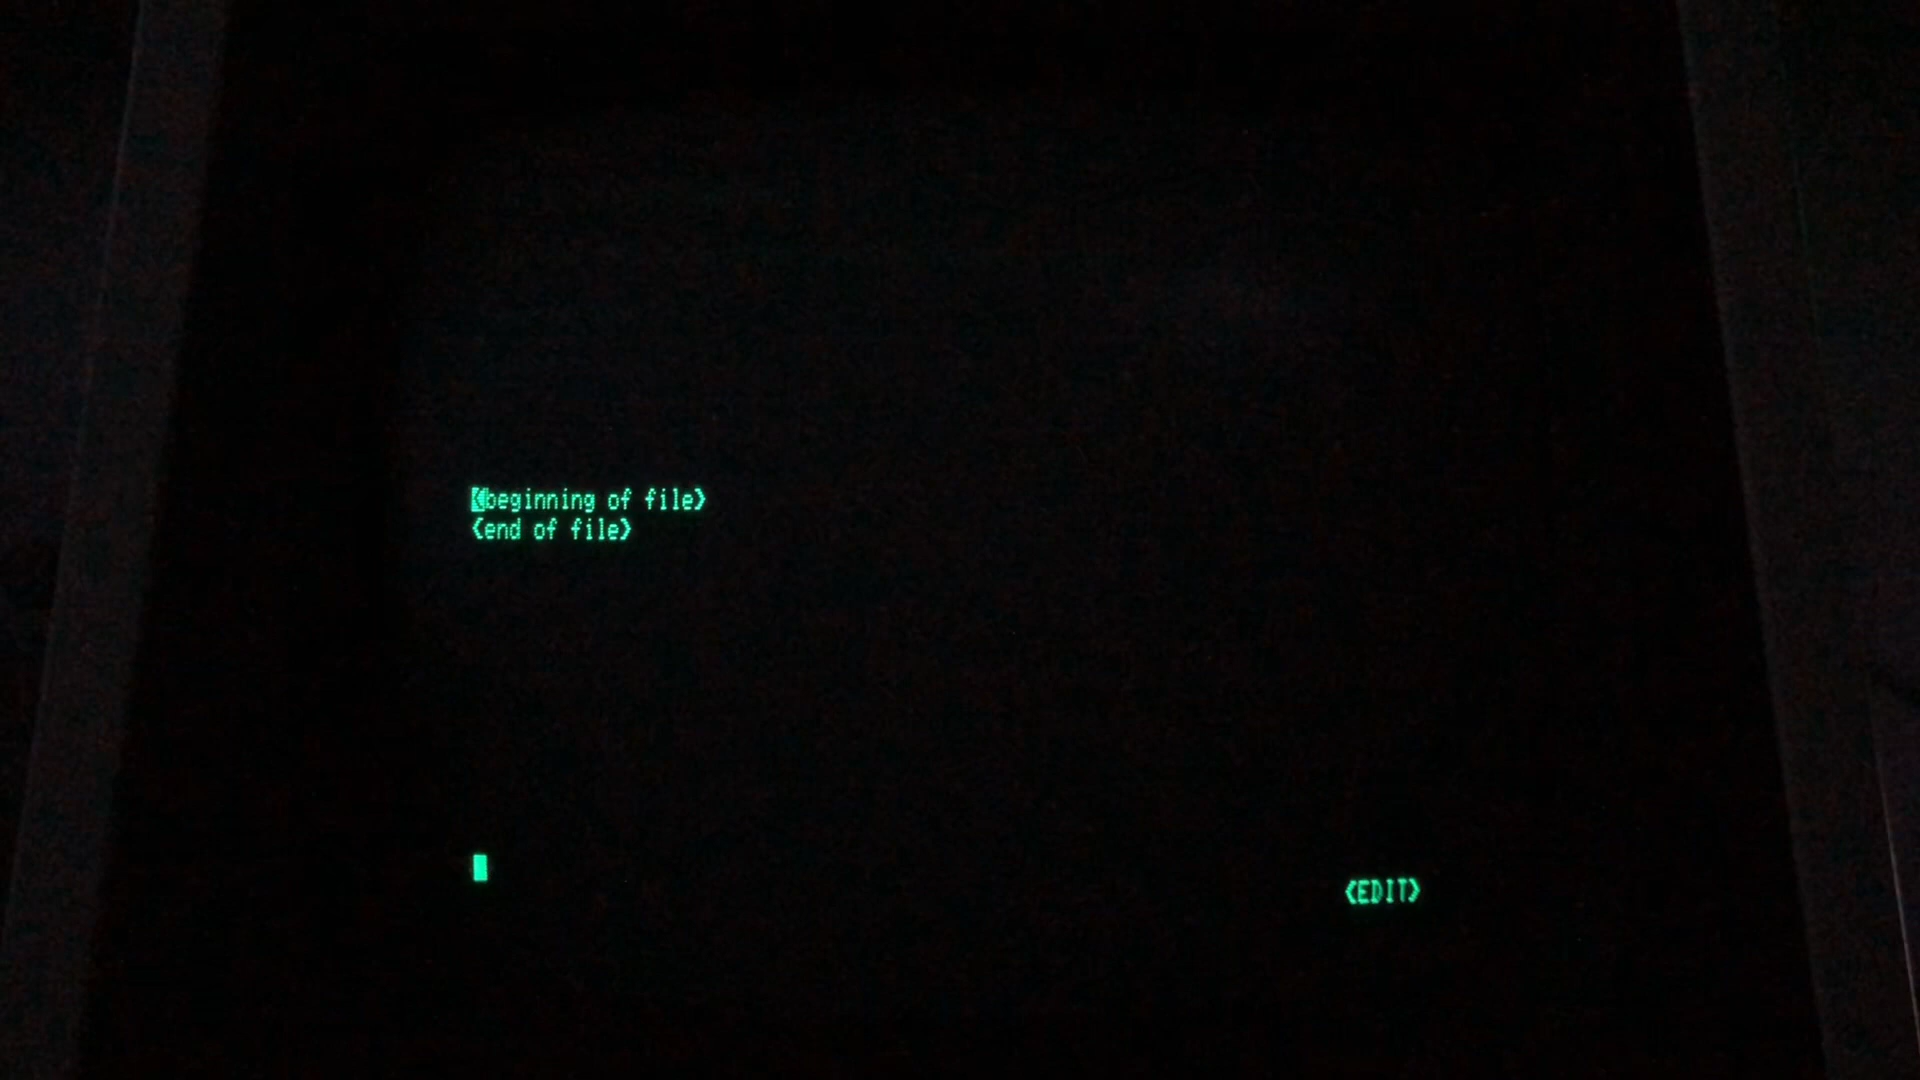 <beginning of file>
<end of file>
<EDIT>